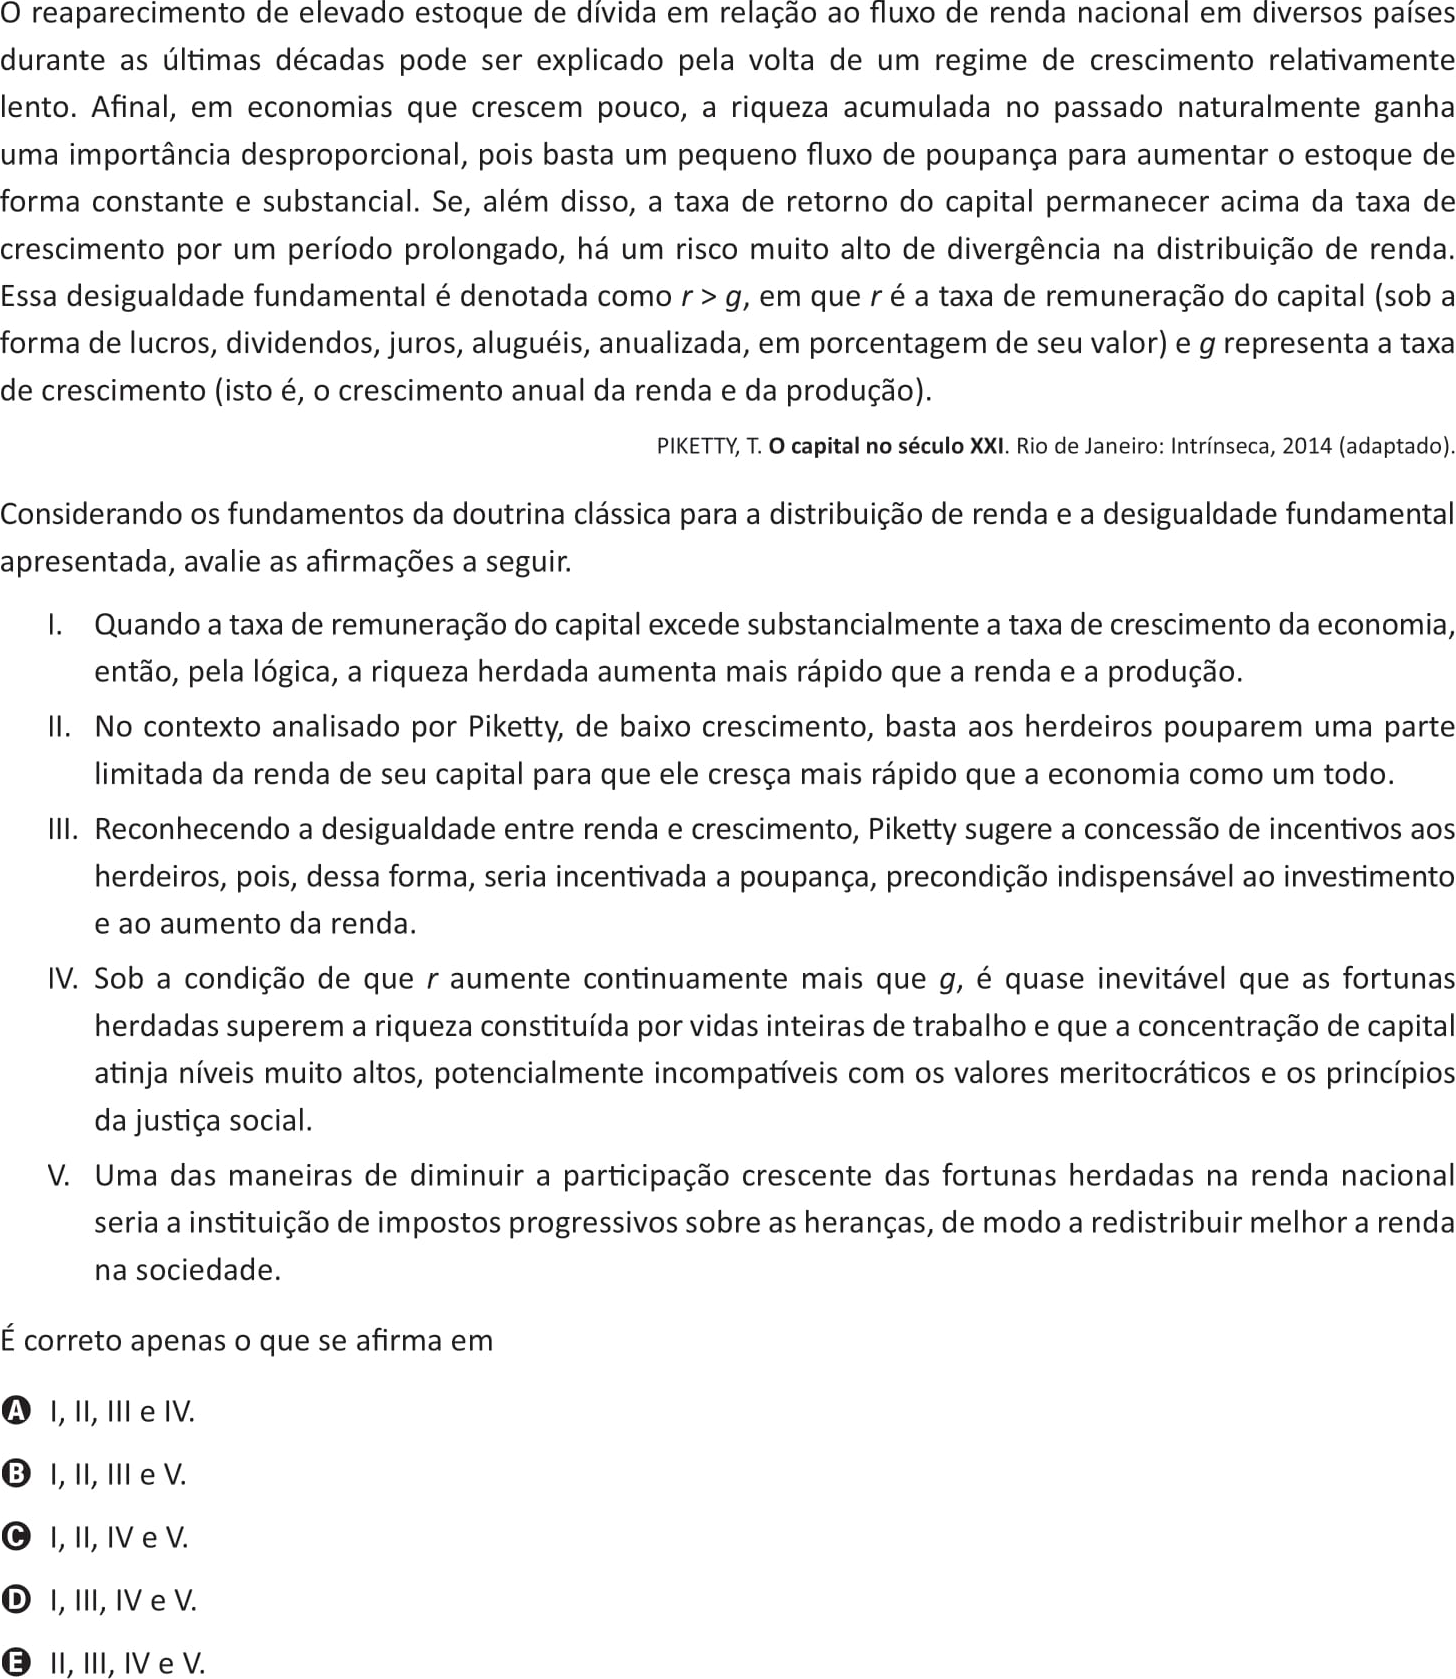 O reaparecimento de elevado estoque de dívida em relação ao fluxo de renda nacional em diversos países
durante as últimas décadas pode ser explicado pela volta de um regime de crescimento relativamente
lento. Afinal, em economias que crescem pouco, a riqueza acumulada no passado naturalmente ganha
uma importância desproporcional, pois basta um pequeno fluxo de poupança para aumentar o estoque de
forma constante e substancial. Se, além disso, a taxa de retorno do capital permanecer acima da taxa de
crescimento por um período prolongado, há um risco muito alto de divergência na distribuição de renda.
Essa desigualdade fundamental é denotada como r > g, em que r é a taxa de remuneração do capital (sob a
forma de lucros, dividendos, juros, aluguéis, anualizada, em porcentagem de seu valor) e g representa a taxa
de crescimento (isto é, o crescimento anual da renda e da produção).
PIKETTY, T. O capital no século XXI. Rio de Janeiro: Intrínseca, 2014 (adaptado).
Considerando os fundamentos da doutrina clássica para a distribuição de renda e a desigualdade fundamental
apresentada, avalie as afirmações a seguir.
I. Quando a taxa de remuneração do capital excede substancialmente a taxa de crescimento da economia,
então, pela lógica, a riqueza herdada aumenta mais rápido que a renda e a produção.
II. No contexto analisado por Piketty, de baixo crescimento, basta aos herdeiros pouparem uma parte
limitada da renda de seu capital para que ele cresça mais rápido que a economia como um todo.
III. Reconhecendo a desigualdade entre renda e crescimento, Piketty sugere a concessão de incentivos aos
herdeiros, pois, dessa forma, seria incentivada a poupança, precondição indispensável ao investimento
e ao aumento da renda.
IV. Sob a condição de que r aumente continuamente mais que g, é quase inevitável que as fortunas
herdadas superem a riqueza constituída por vidas inteiras de trabalho e que a concentração de capital
atinja níveis muito altos, potencialmente incompatíveis com os valores meritocráticos e os princípios
da justiça social.
V. Uma das maneiras de diminuir a participação crescente das fortunas herdadas na renda nacional
seria a instituição de impostos progressivos sobre as heranças, de modo a redistribuir melhor a renda
na sociedade.
É correto apenas o que se afirma em
A I, II, III e IV.
B I, II, III e V.
C I, II, IV e V.
D I, III, IV e V.
E II, III, IV e V.